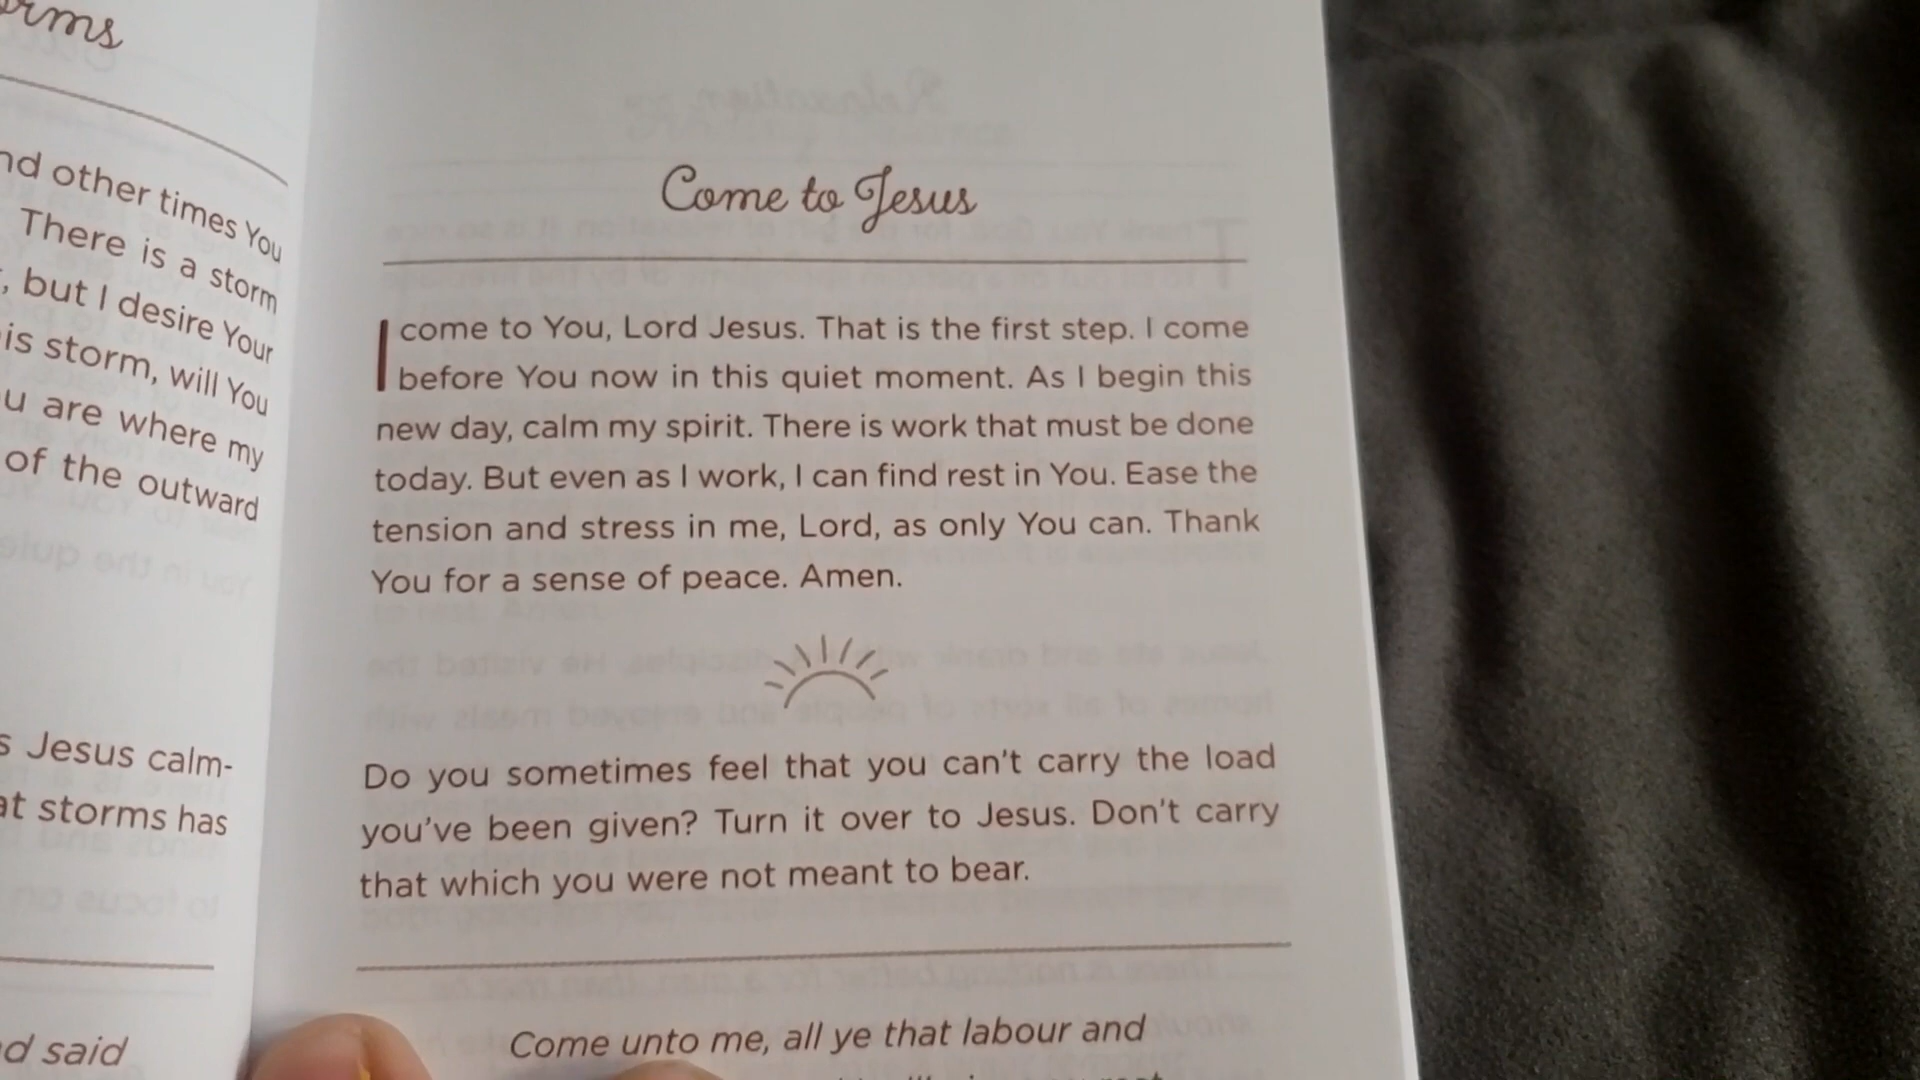 orms
nd other times You
There is a storm
, but I desire Your
is storm, will You
u are where my
of the outward
s Jesus calm-
at storms has
d said
Come to Jesus
I come to You, Lord Jesus. That is the first step. I come
before You now in this quiet moment. As I begin this
new day, calm my spirit. There is work that must be done
today. But even as I work, I can find rest in You. Ease the
tension and stress in me, Lord, as only You can. Thank
You for a sense of peace. Amen.
Do you sometimes feel that you can't carry the load
you've been given? Turn it over to Jesus. Don't carry
that which you were not meant to bear.
Come unto me, all ye that labour and